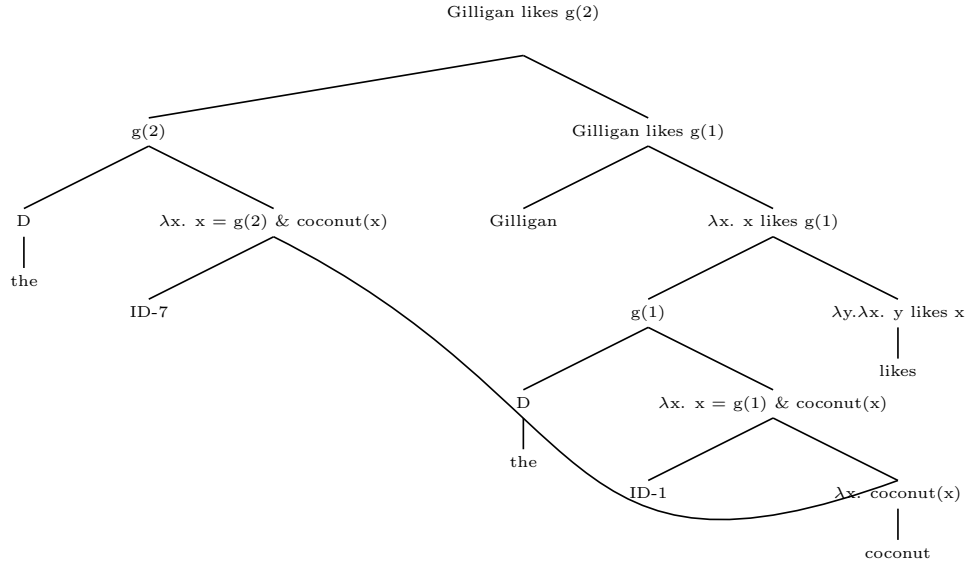 Gilligan likes g(2)
g(2)
Gilligan likes g(1)
D
λx. x = g(2) & coconut(x)
Gilligan
λx. x likes g(1)
the
ID-7
g(1)
λy.λx. y likes x
likes
D
λx. x = g(1) & coconut(x)
the
ID-1
λx. coconut(x)
coconut